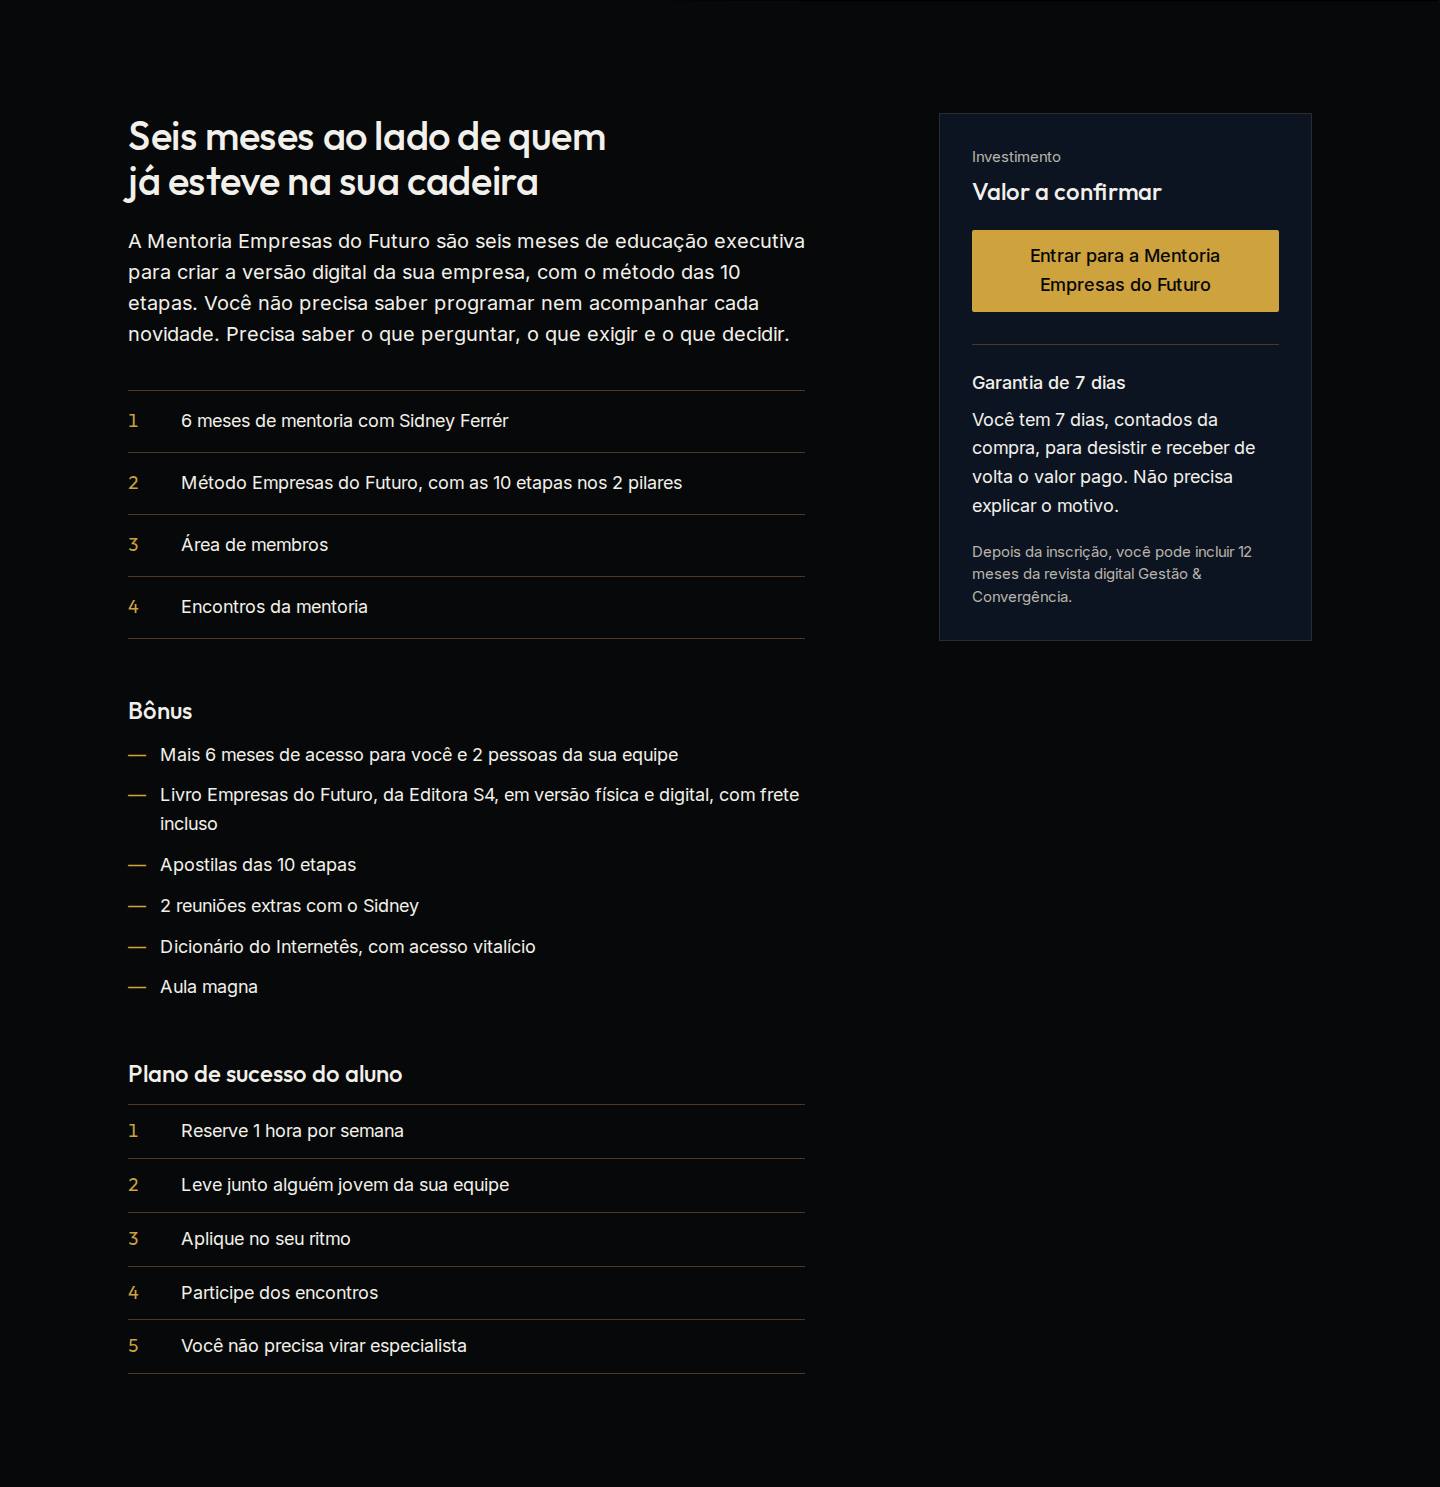 Seis meses ao lado de quem
já esteve na sua cadeira
A Mentoria Empresas do Futuro são seis meses de educação executiva
para criar a versão digital da sua empresa, com o método das 10
etapas. Você não precisa saber programar nem acompanhar cada
novidade. Precisa saber o que perguntar, o que exigir e o que decidir.
1 6 meses de mentoria com Sidney Ferrér
2 Método Empresas do Futuro, com as 10 etapas nos 2 pilares
3 Área de membros
4 Encontros da mentoria
Bônus
— Mais 6 meses de acesso para você e 2 pessoas da sua equipe
— Livro Empresas do Futuro, da Editora S4, em versão física e digital, com frete
incluso
— Apostilas das 10 etapas
— 2 reuniões extras com o Sidney
— Dicionário do Internetês, com acesso vitalício
— Aula magna
Plano de sucesso do aluno
1 Reserve 1 hora por semana
2 Leve junto alguém jovem da sua equipe
3 Aplique no seu ritmo
4 Participe dos encontros
5 Você não precisa virar especialista
Investimento
Valor a confirmar
Entrar para a Mentoria
Empresas do Futuro
Garantia de 7 dias
Você tem 7 dias, contados da
compra, para desistir e receber de
volta o valor pago. Não precisa
explicar o motivo.
Depois da inscrição, você pode incluir 12
meses da revista digital Gestão &
Convergência.